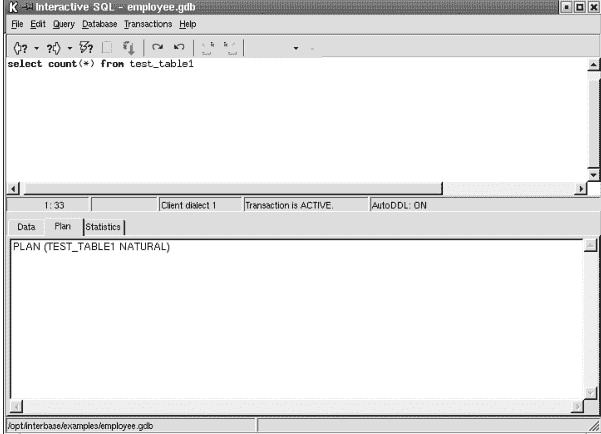 Interactive SQL - employee.gdb
File Edit Query Database Transactions Help
select count(*) from test_table1
1: 33 Client dialect 1 Transaction is ACTIVE. AutoDDL: ON
Data Plan Statistics
PLAN (TEST_TABLE1 NATURAL)
/opt/interbase/examples/employee.gdb